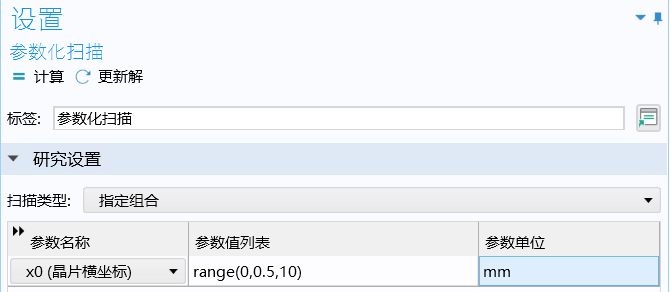 设置
参数化扫描
计算 更新解
标签: 参数化扫描
研究设置
扫描类型: 指定组合
参数名称 参数值列表 参数单位
x0 (晶片横坐标) range(0,0.5,10) mm